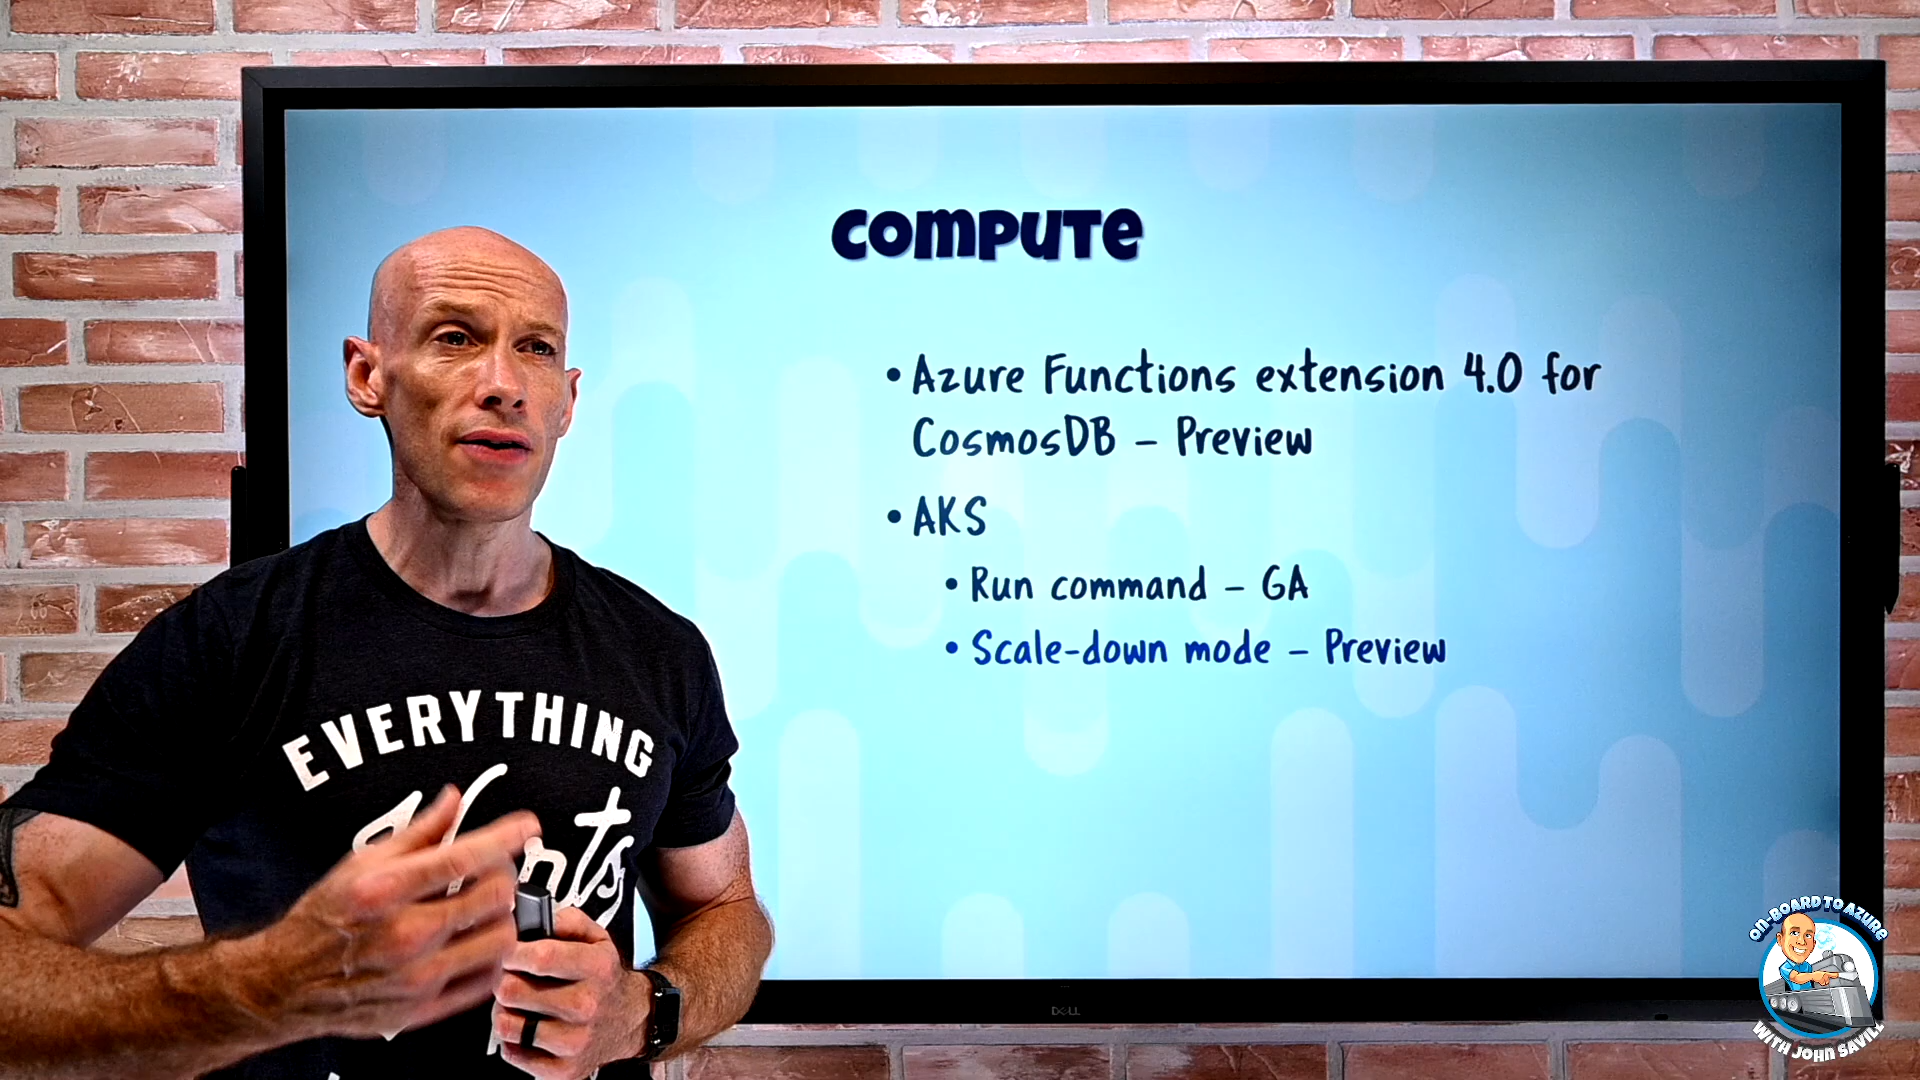 COMPUTE
• Azure Functions extension 4.0 for
CosmosDB – Preview
• AKS
• Run command – GA
• Scale-down mode – Preview
EVERYTHING
DELL
ON-BOARD TO AZURE
WITH JOHN SAVILL